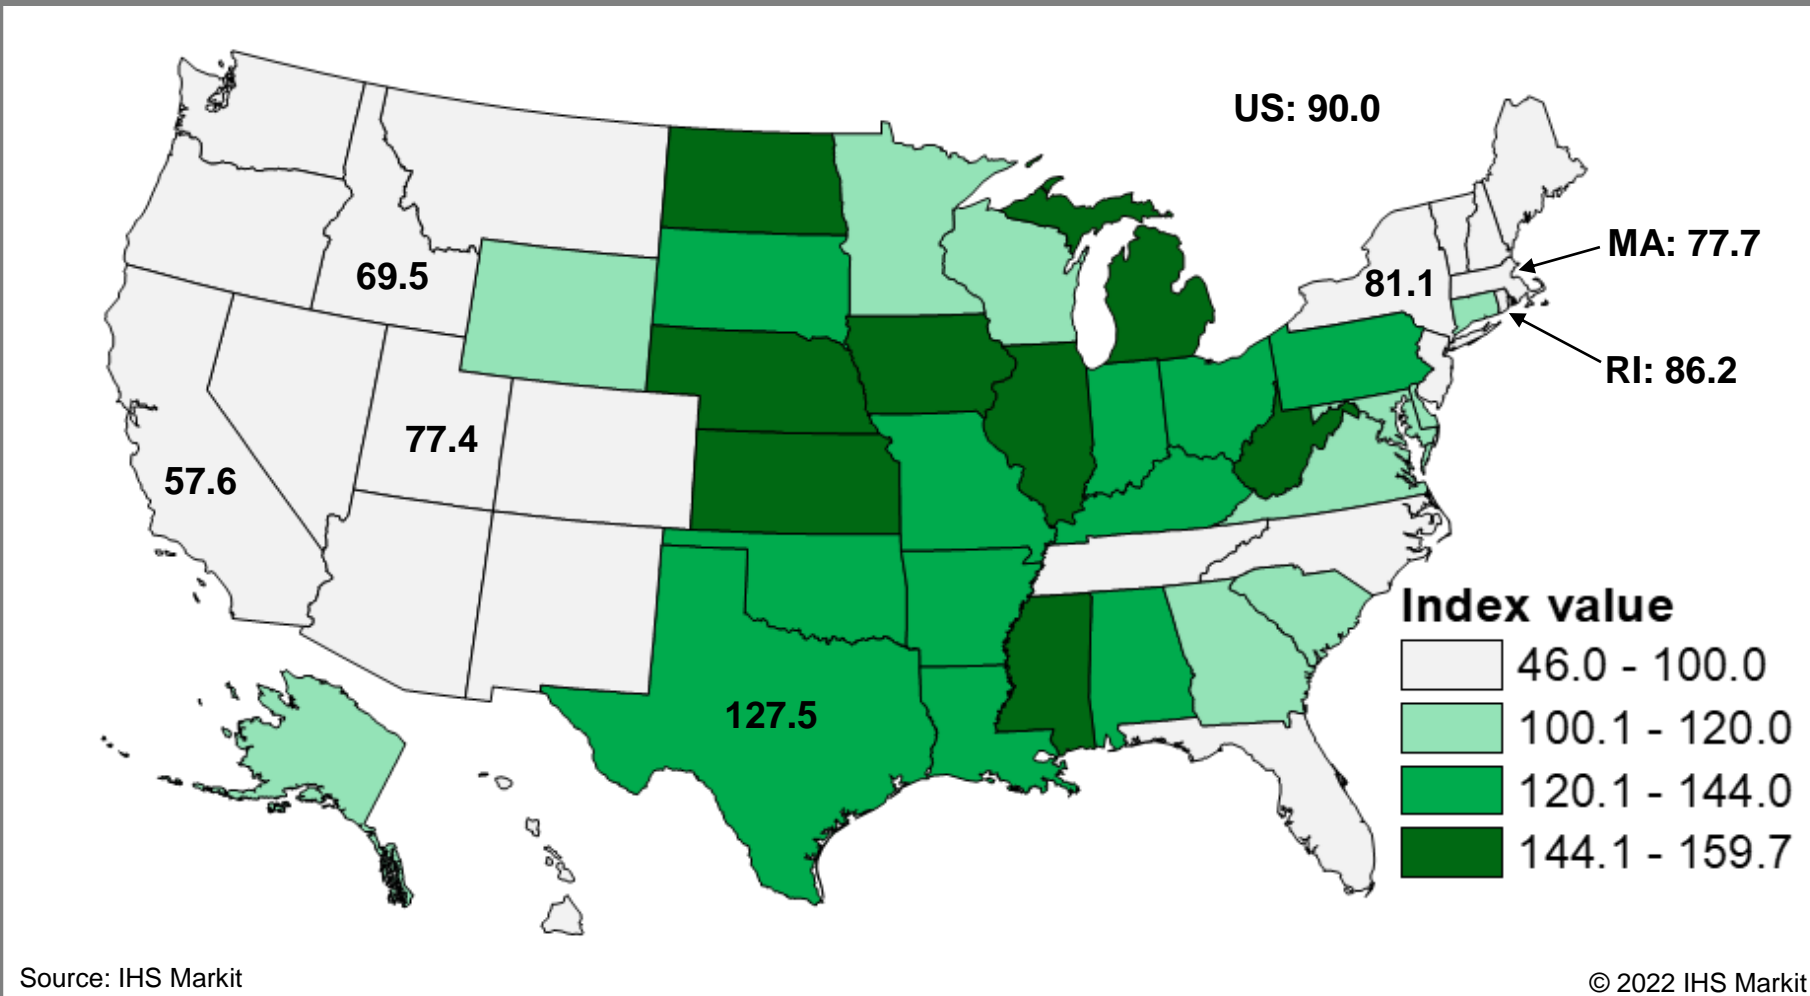 US: 90.0
MA: 77.7
69.5
81.1
RI: 86.2
77.4
57.6
Index value
46.0 - 100.0
127.5
100.1 - 120.0
120.1 - 144.0
144.1 - 159.7
Source: IHS Markit
© 2022 IHS Markit